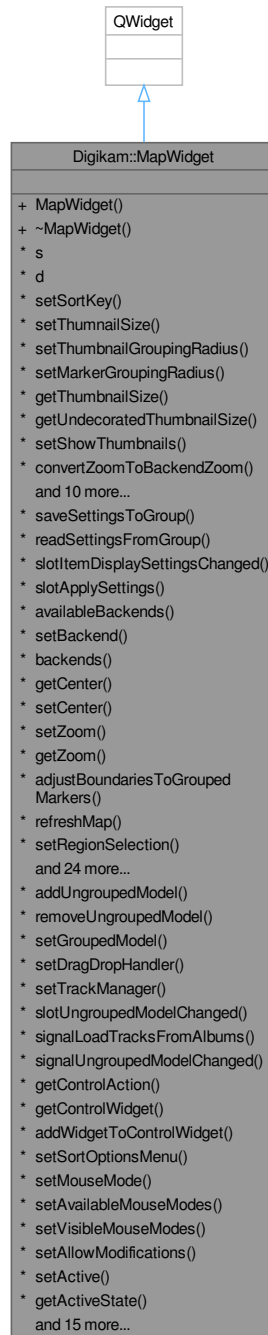 QWidget
Digikam::MapWidget
+ MapWidget()
+ ~MapWidget()
* s
* d
* setSortKey()
* setThumnailSize()
* setThumbnailGroupingRadius()
* setMarkerGroupingRadius()
* getThumbnailSize()
* getUndecoratedThumbnailSize()
* setShowThumbnails()
* convertZoomToBackendZoom()
and 10 more...
* saveSettingsToGroup()
* readSettingsFromGroup()
* slotItemDisplaySettingsChanged()
* slotApplySettings()
* availableBackends()
* setBackend()
* backends()
* getCenter()
* setCenter()
* setZoom()
* getZoom()
* adjustBoundariesToGrouped
Markers()
* refreshMap()
* setRegionSelection()
and 24 more...
* addUngroupedModel()
* removeUngroupedModel()
* setGroupedModel()
* setDragDropHandler()
* setTrackManager()
* slotUngroupedModelChanged()
* signalLoadTracksFromAlbums()
* signalUngroupedModelChanged()
* getControlAction()
* getControlWidget()
* addWidgetToControlWidget()
* setSortOptionsMenu()
* setMouseMode()
* setAvailableMouseModes()
* setVisibleMouseModes()
* setAllowModifications()
* setActive()
* getActiveState()
and 15 more...